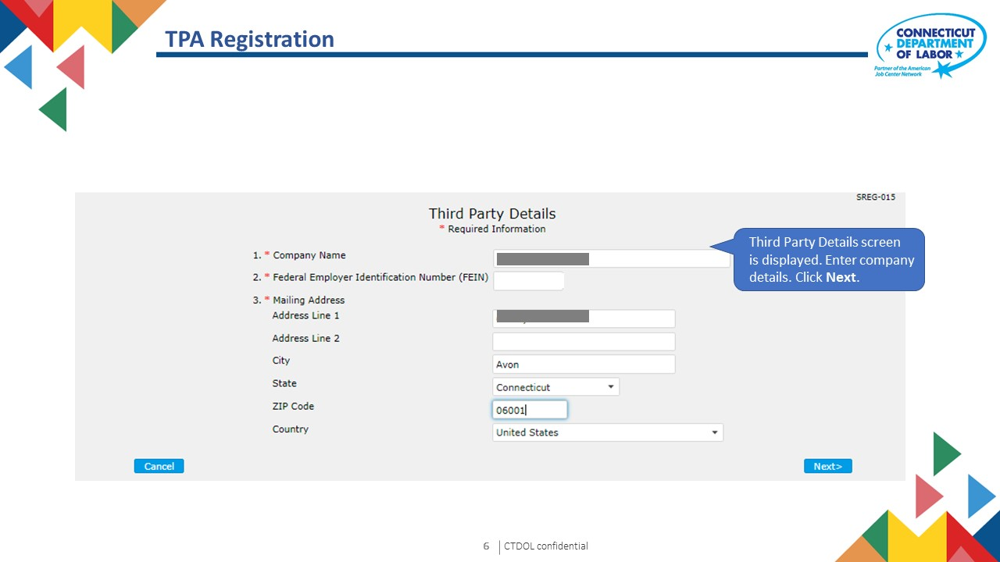 TPA Registration
CONNECTICUT
DEPARTMENT
OF LABOR
Partner of the American
Job Center Network
SREG-015
Third Party Details
* Required Information
1. * Company Name
2. * Federal Employer Identification Number (FEIN)
3. * Mailing Address
Address Line 1
Address Line 2
City Avon
State Connecticut
ZIP Code 06001
Country United States
Cancel Next>
Third Party Details screen
is displayed. Enter company
details. Click Next.
6 CTDOL confidential